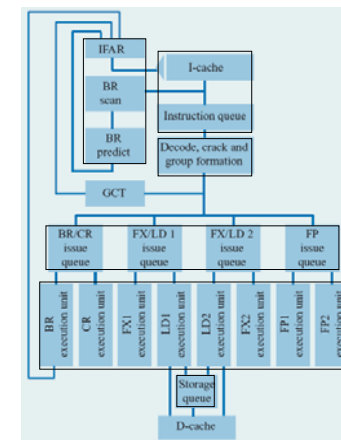 IFAR
I-cache
BR
scan
Instruction queue
BR
predict
Decode, crack and
group formation
GCT
BR/CR
issue
queue
FX/LD 1
issue
queue
FX/LD 2
issue
queue
FP
issue
queue
BR
execution unit
CR
execution unit
FX1
execution unit
LD1
execution unit
LD2
execution unit
FX2
execution unit
FP1
execution unit
FP2
execution unit
Storage
queue
D-cache